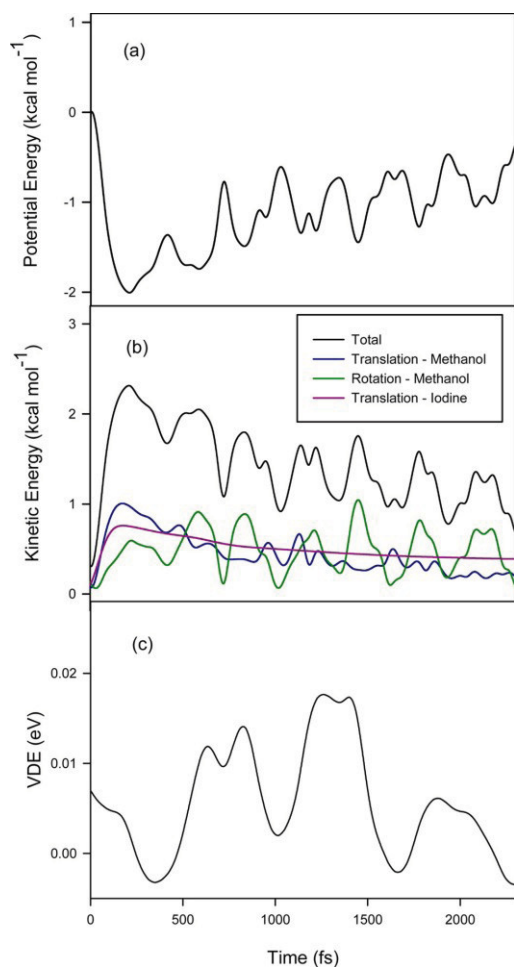 (a)
Potential Energy (kcal mol⁻¹)
1
0
-1
-2
(b)
Kinetic Energy (kcal mol⁻¹)
3
2
1
0
Total
Translation - Methanol
Rotation - Methanol
Translation - Iodine
(c)
VDE (eV)
0.02
0.01
0.00
0
500
1000
1500
2000
Time (fs)